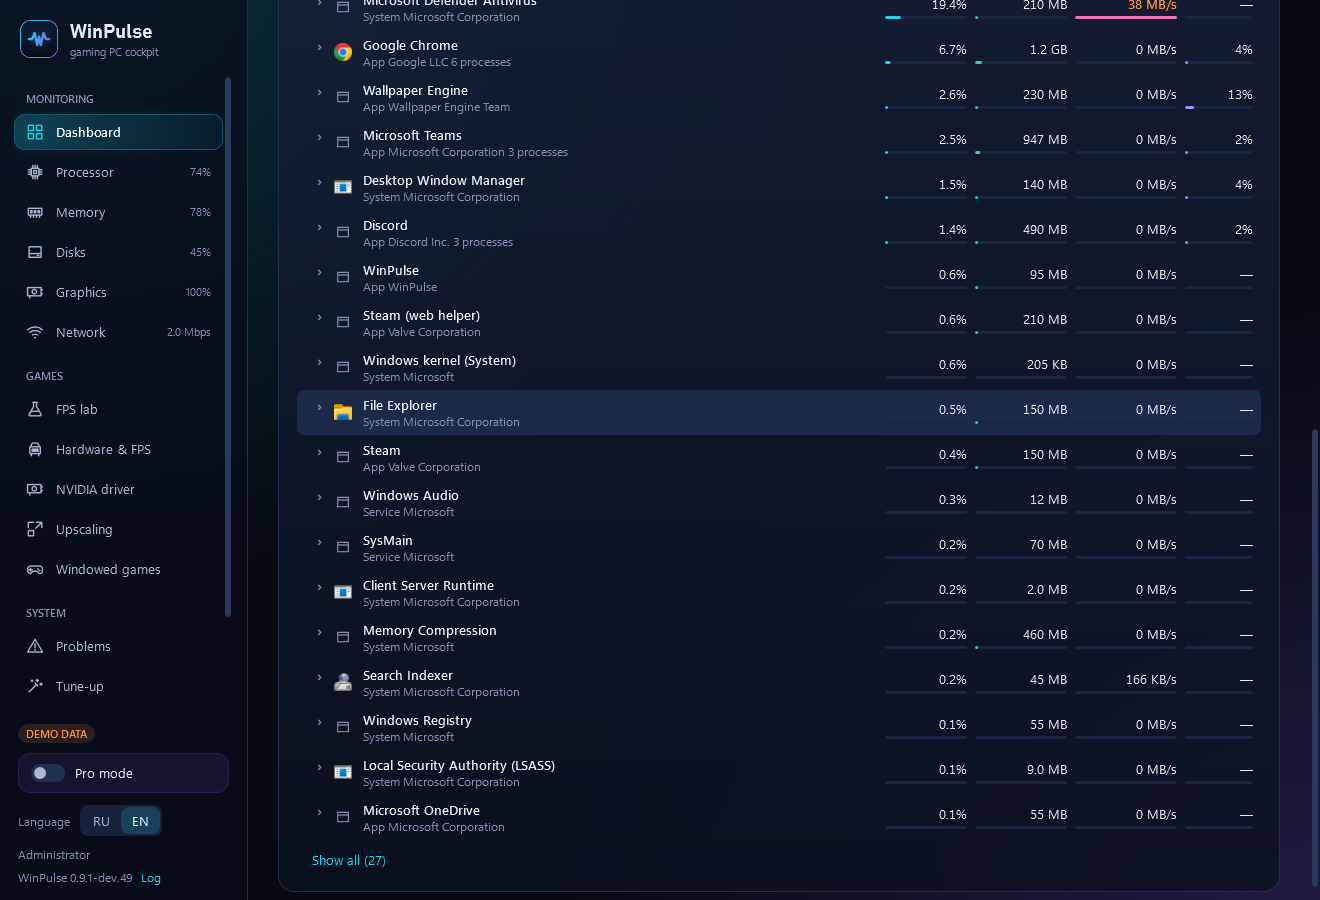 WinPulse
gaming PC cockpit
MONITORING
Dashboard
Processor 74%
Memory 78%
Disks 45%
Graphics 100%
Network 2.0 Mbps
GAMES
FPS lab
Hardware & FPS
NVIDIA driver
Upscaling
Windowed games
SYSTEM
Problems
Tune-up
DEMO DATA
Pro mode
Language RU EN
Administrator
WinPulse 0.9.1-dev.49 Log
Microsoft Defender Antivirus 19.4% 210 MB 38 MB/s —
System Microsoft Corporation
Google Chrome 6.7% 1.2 GB 0 MB/s 4%
App Google LLC 6 processes
Wallpaper Engine 2.6% 230 MB 0 MB/s 13%
App Wallpaper Engine Team
Microsoft Teams 2.5% 947 MB 0 MB/s 2%
App Microsoft Corporation 3 processes
Desktop Window Manager 1.5% 140 MB 0 MB/s 4%
System Microsoft Corporation
Discord 1.4% 490 MB 0 MB/s 2%
App Discord Inc. 3 processes
WinPulse 0.6% 95 MB 0 MB/s —
App WinPulse
Steam (web helper) 0.6% 210 MB 0 MB/s —
App Valve Corporation
Windows kernel (System) 0.6% 205 KB 0 MB/s —
System Microsoft
File Explorer 0.5% 150 MB 0 MB/s —
System Microsoft Corporation
Steam 0.4% 150 MB 0 MB/s —
App Valve Corporation
Windows Audio 0.3% 12 MB 0 MB/s —
Service Microsoft
SysMain 0.2% 70 MB 0 MB/s —
Service Microsoft
Client Server Runtime 0.2% 2.0 MB 0 MB/s —
System Microsoft Corporation
Memory Compression 0.2% 460 MB 0 MB/s —
System Microsoft
Search Indexer 0.2% 45 MB 166 KB/s —
System Microsoft Corporation
Windows Registry 0.1% 55 MB 0 MB/s —
System Microsoft
Local Security Authority (LSASS) 0.1% 9.0 MB 0 MB/s —
System Microsoft Corporation
Microsoft OneDrive 0.1% 55 MB 0 MB/s —
App Microsoft Corporation
Show all (27)